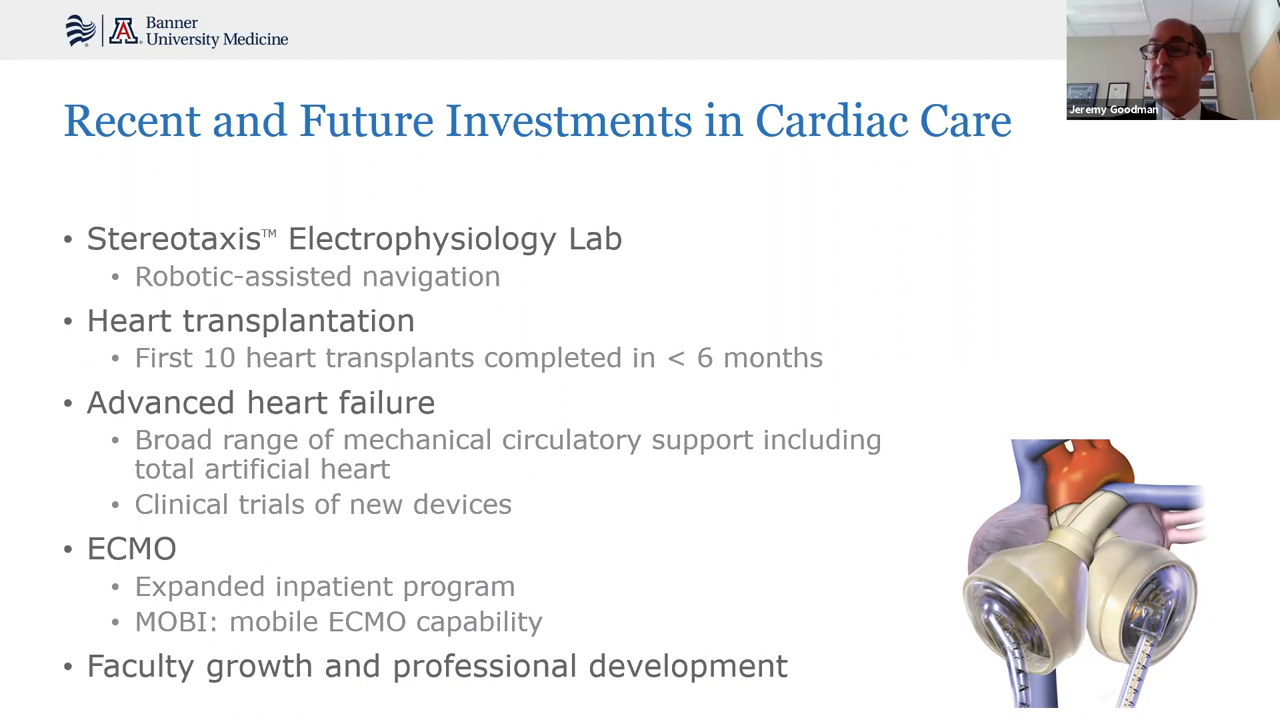 Banner
University Medicine
Jeremy Goodman
Recent and Future Investments in Cardiac Care
• Stereotaxis™ Electrophysiology Lab
• Robotic-assisted navigation
• Heart transplantation
• First 10 heart transplants completed in < 6 months
• Advanced heart failure
• Broad range of mechanical circulatory support including
total artificial heart
• Clinical trials of new devices
• ECMO
• Expanded inpatient program
• MOBI: mobile ECMO capability
• Faculty growth and professional development